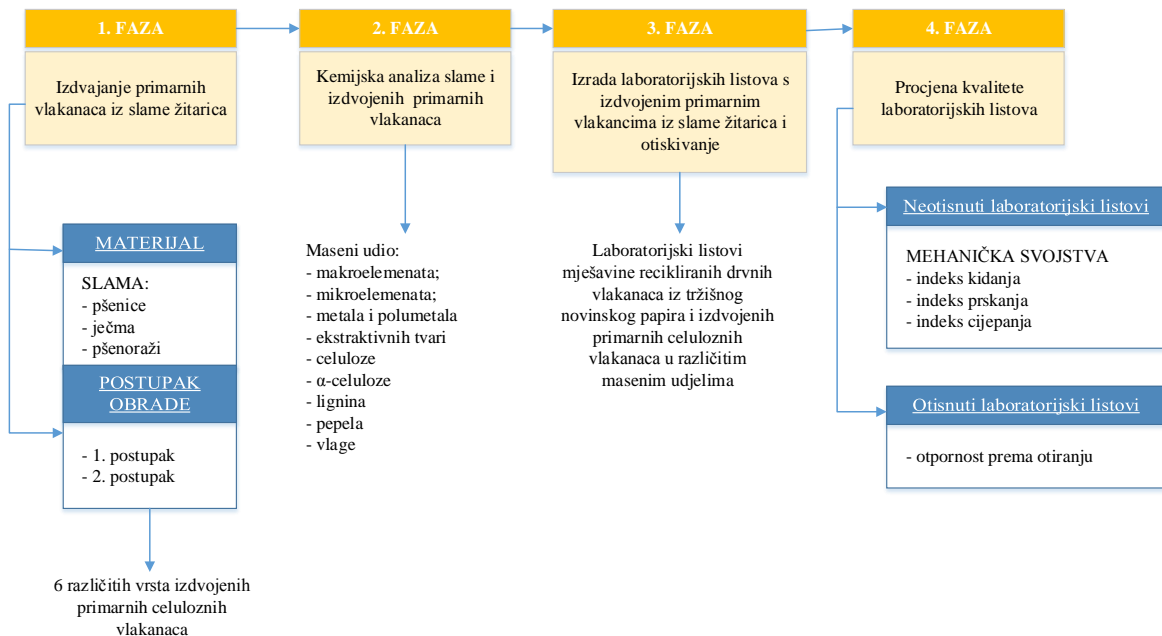 1. FAZA
Izdvajanje primarnih
vlakanaca iz slame žitarica
MATERIJAL
SLAMA:
- pšenice
- ječma
- pšenoraži
POSTUPAK
OBRADE
- 1. postupak
- 2. postupak
6 različitih vrsta izdvojenih
primarnih celuloznih
vlakanaca
2. FAZA
Kemijska analiza slame i
izdvojenih primarnih
vlakanaca
Maseni udio:
- makroelemenata;
- mikroelemenata;
- metala i polumetala
- ekstraktivnih tvari
- celuloze
- α-celuloze
- lignina
- pepela
- vlage
3. FAZA
Izrada laboratorijskih listova s
izdvojenim primarnim
vlakancima iz slame žitarica i
otiskivanje
Laboratorijski listovi
mješavine recikliranih drvnih
vlakanaca iz tržišnog
novinskog papira i izdvojenih
primarnih celuloznih
vlakanaca u različitim
masenim udjelima
4. FAZA
Procjena kvalitete
laboratorijskih listova
Neotisnuti laboratorijski listovi
MEHANIČKA SVOJSTVA
- indeks kidanja
- indeks prskanja
- indeks cijepanja
Otisnuti laboratorijski listovi
- otpornost prema otiranju